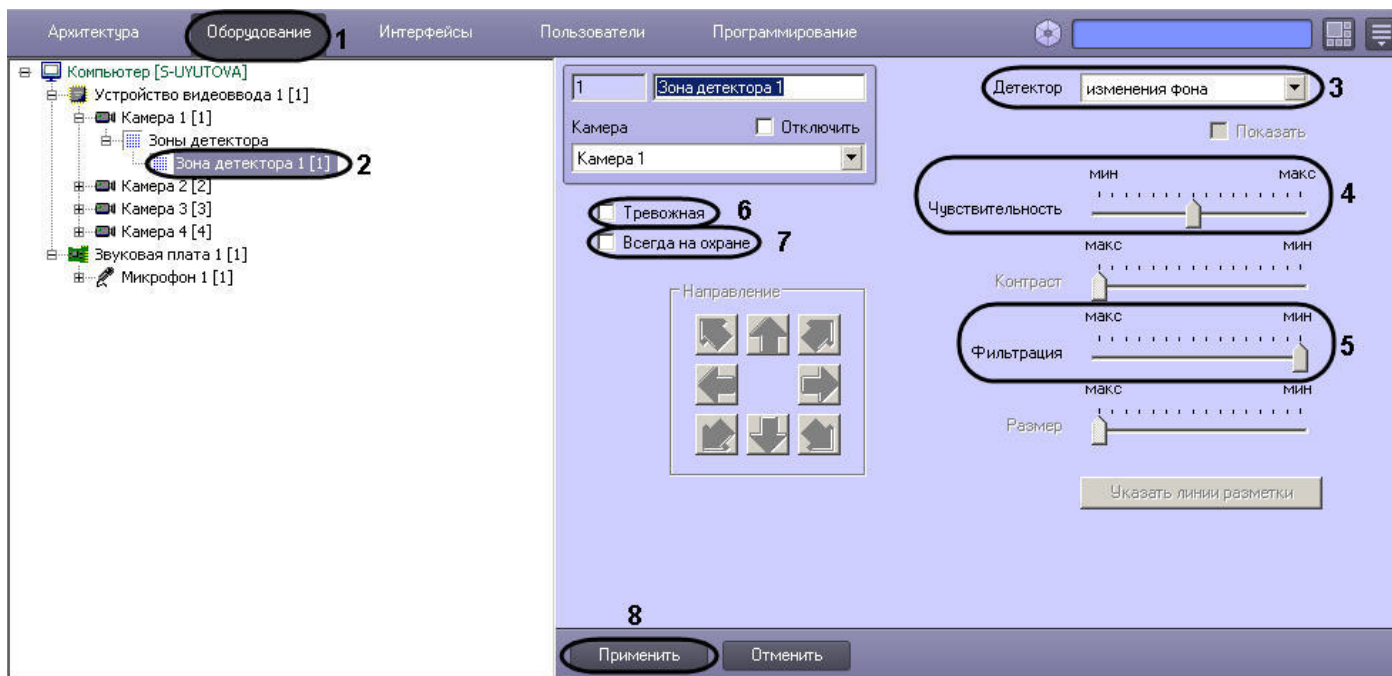 Архитектура Оборудование 1 Интерфейсы Пользователи Программирование
Компьютер [S-UYUTOVA]
Устройство видеоввода 1 [1]
Камера 1 [1]
Зоны детектора
Зона детектора 1 [1] 2
Камера 2 [2]
Камера 3 [3]
Камера 4 [4]
Звуковая плата 1 [1]
Микрофон 1 [1]
1 Зона детектора 1
Камера Отключить
Камера 1
Тревожная 6
Всегда на охране 7
Направление
Детектор изменения фона 3
Показать
мин макс
Чувствительность 4
макс мин
Контраст
макс мин
Фильтрация 5
макс мин
Размер
Указать линии разметки
8
Применить Отменить